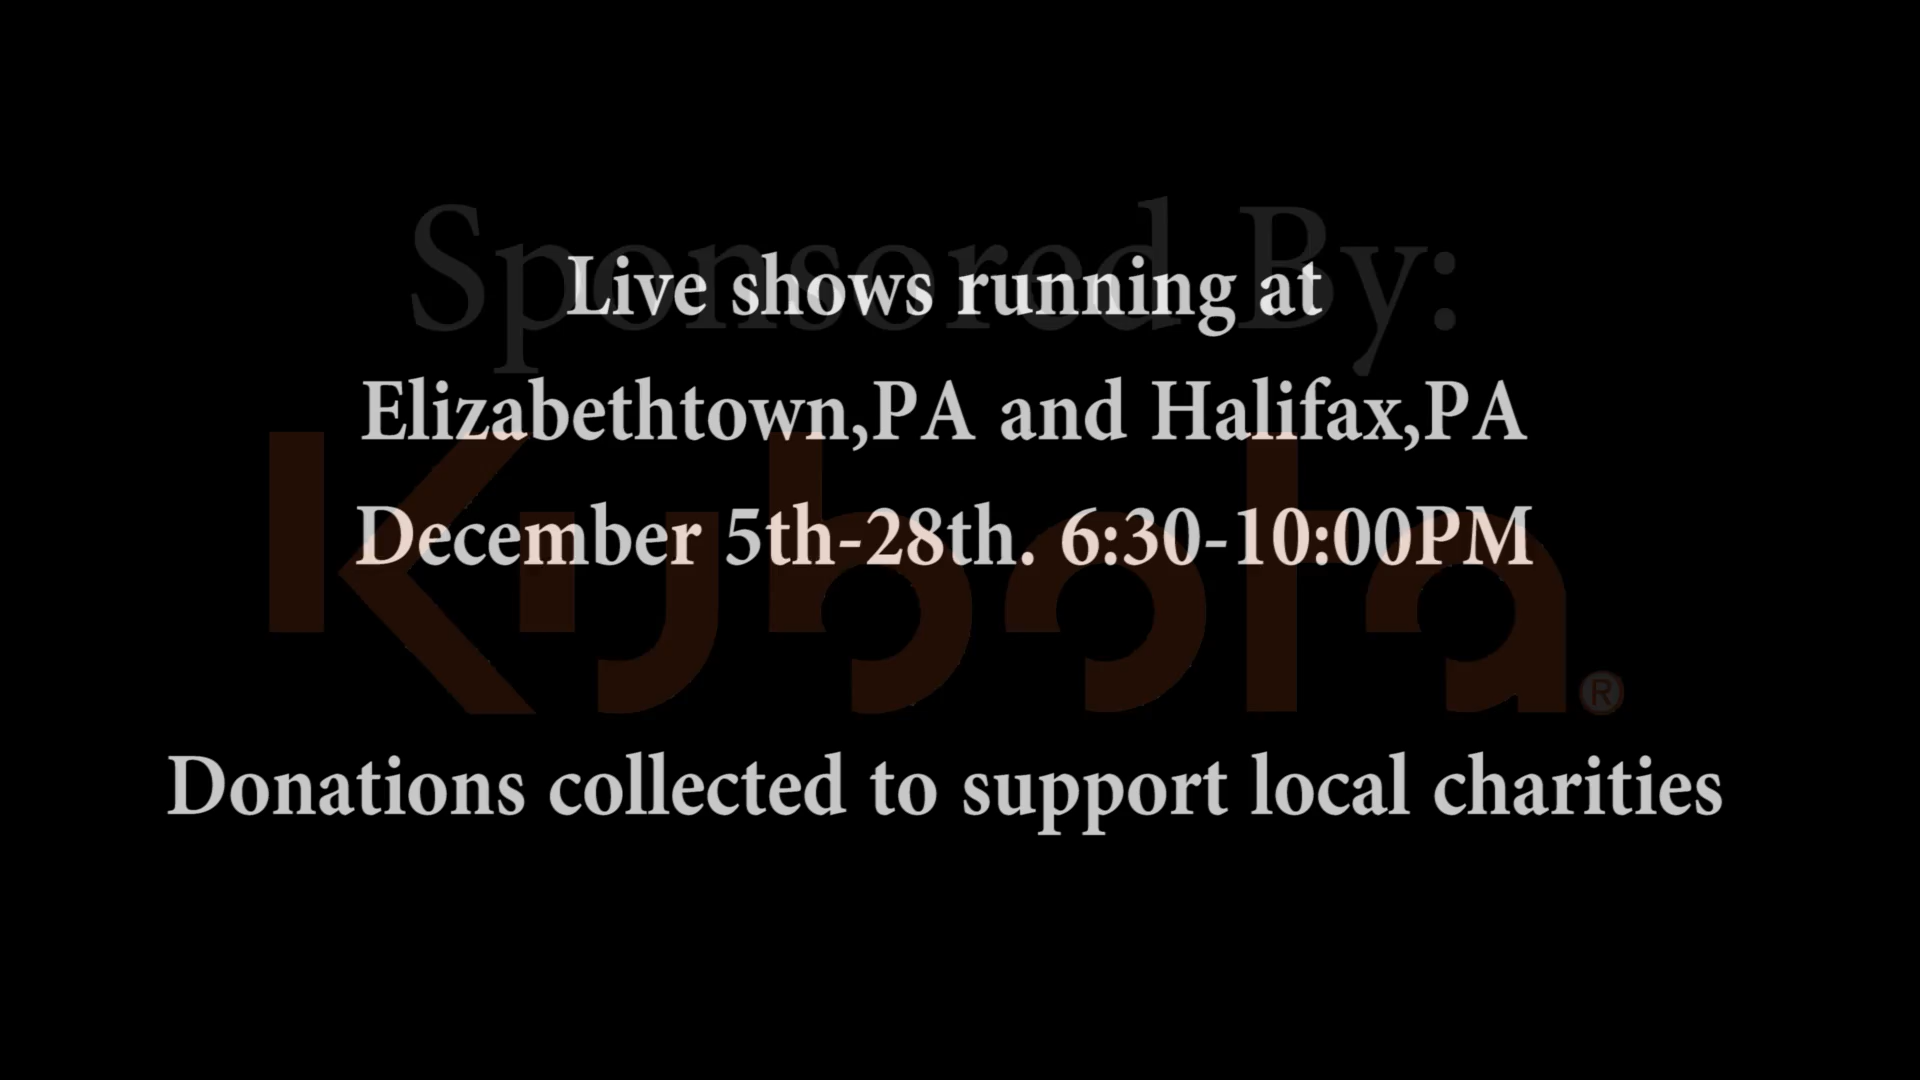 Sponsored By:
Live shows running at
Elizabethtown,PA and Halifax,PA
December 5th-28th. 6:30-10:00PM
Kubota®
Donations collected to support local charities